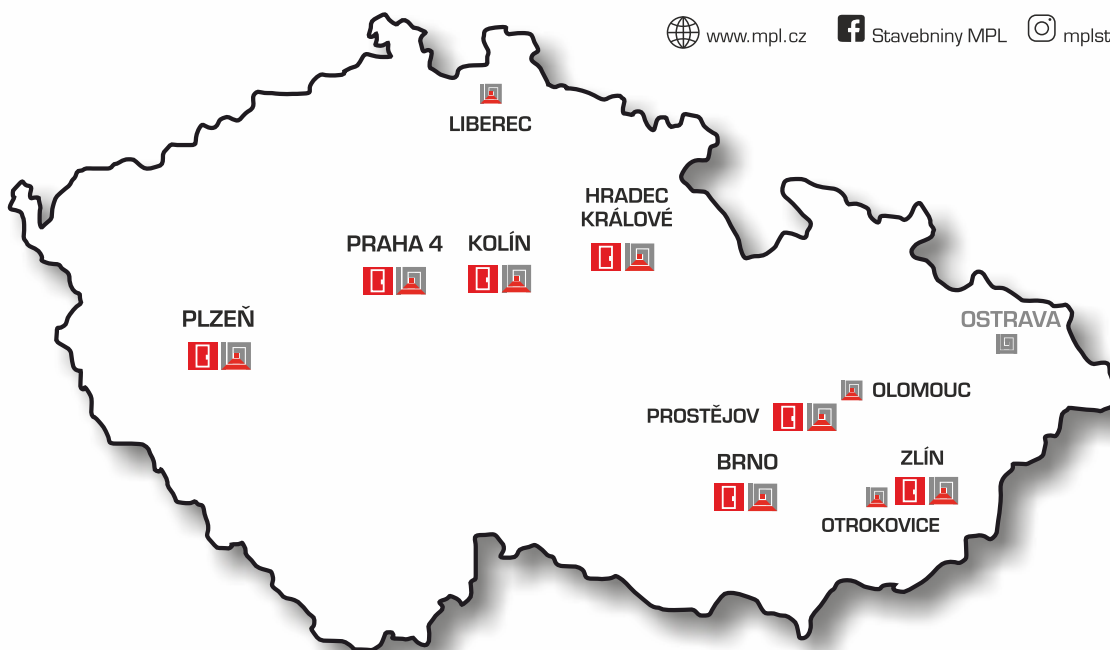 www.mpl.cz
Stavebniny MPL
mplst
LIBEREC
HRADEC
KRÁLOVÉ
PRAHA 4
KOLÍN
PLZEŇ
OSTRAVA
OLOMOUC
PROSTĚJOV
BRNO
ZLÍN
OTROKOVICE